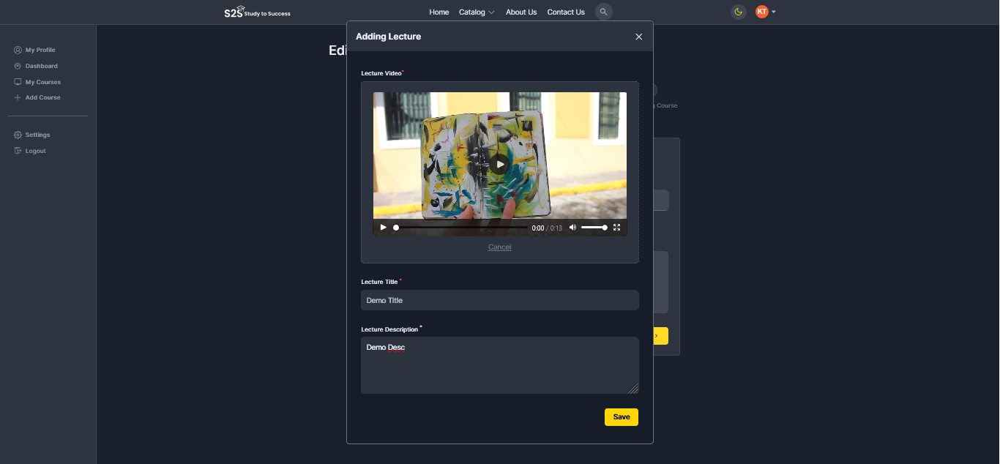 S2S Study to Success
Home Catalog About Us Contact Us
KT
My Profile
Dashboard
My Courses
Add Course
Settings
Logout
Edi
Adding Lecture
Lecture Video*
0:00 / 0:13
Cancel
Course
Lecture Title *
Demo Title
Lecture Description *
Demo Desc
Save